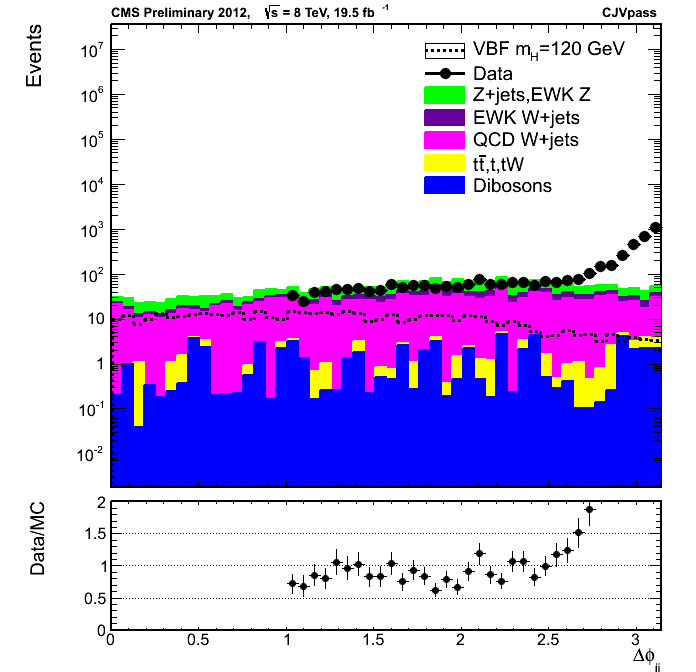 CMS Preliminary 2012, √s = 8 TeV, 19.5 fb⁻¹ CJVpass
Events
10⁷
10⁶
10⁵
10⁴
10³
10²
10
1
10⁻¹
10⁻²
VBF m_H=120 GeV
Data
Z+jets,EWK Z
EWK W+jets
QCD W+jets
tt̄,t,tW
Dibosons
Data/MC
2
1.5
1
0.5
0
0 0.5 1 1.5 2 2.5 3
Δϕ_jj